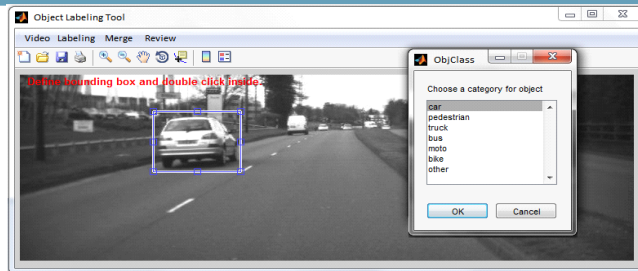 Object Labeling Tool
Video Labeling Merge Review
Define bounding box and double click inside.
ObjClass
Choose a category for object
car
pedestrian
truck
bus
moto
bike
other
OK Cancel